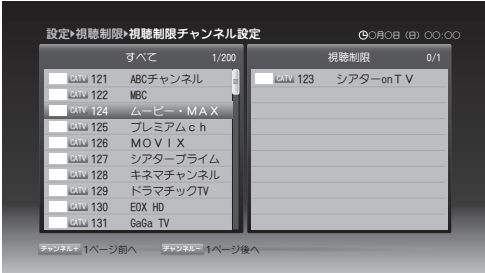 設定▶視聴制限▶視聴制限チャンネル設定 〇月〇日 (日) 00:00
すべて 1/200
CATV 121 ABCチャンネル
CATV 122 MBC
CATV 124 ムービー・MAX
CATV 125 プレミアムch
CATV 126 MOVIX
CATV 127 シアタープライム
CATV 128 キネマチャンネル
CATV 129 ドラマチックTV
CATV 130 EOX HD
CATV 131 GaGa TV
視聴制限 0/1
CATV 123 シアターonTV
チャンネル+ 1ページ前へ チャンネル- 1ページ後へ